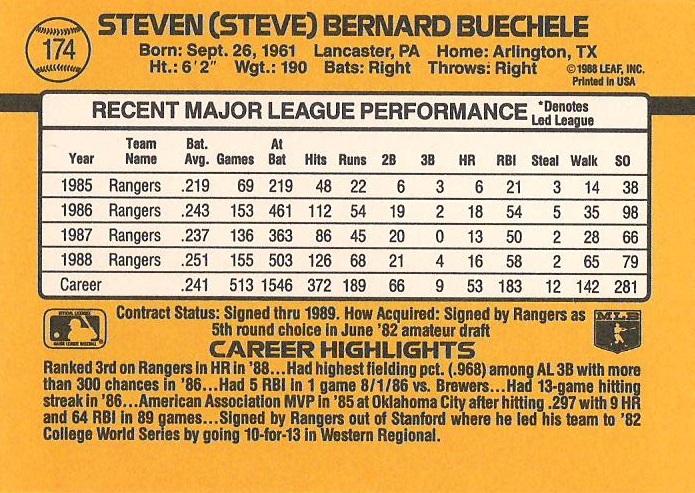 174
STEVEN (STEVE) BERNARD BUECHELE
Born: Sept. 26, 1961 Lancaster, PA Home: Arlington, TX
Ht.: 6'2" Wgt.: 190 Bats: Right Throws: Right ©1988 LEAF, INC.
Printed in USA
RECENT MAJOR LEAGUE PERFORMANCE *Denotes
Led League
Year Team Name Bat. Avg. Games At Bat Hits Runs 2B 3B HR RBI Steal Walk SO
1985 Rangers .219 69 219 48 22 6 3 6 21 3 14 38
1986 Rangers .243 153 461 112 54 19 2 18 54 5 35 98
1987 Rangers .237 136 363 86 45 20 0 13 50 2 28 66
1988 Rangers .251 155 503 126 68 21 4 16 58 2 65 79
Career .241 513 1546 372 189 66 9 53 183 12 142 281
Contract Status: Signed thru 1989. How Acquired: Signed by Rangers as
5th round choice in June '82 amateur draft
MLB
CAREER HIGHLIGHTS
Ranked 3rd on Rangers in HR in '88...Had highest fielding pct. (.968) among AL 3B with more
than 300 chances in '86...Had 5 RBI in 1 game 8/1/86 vs. Brewers...Had 13-game hitting
streak in '86...American Association MVP in '85 at Oklahoma City after hitting .297 with 9 HR
and 64 RBI in 89 games...Signed by Rangers out of Stanford where he led his team to '82
College World Series by going 10-for-13 in Western Regional.